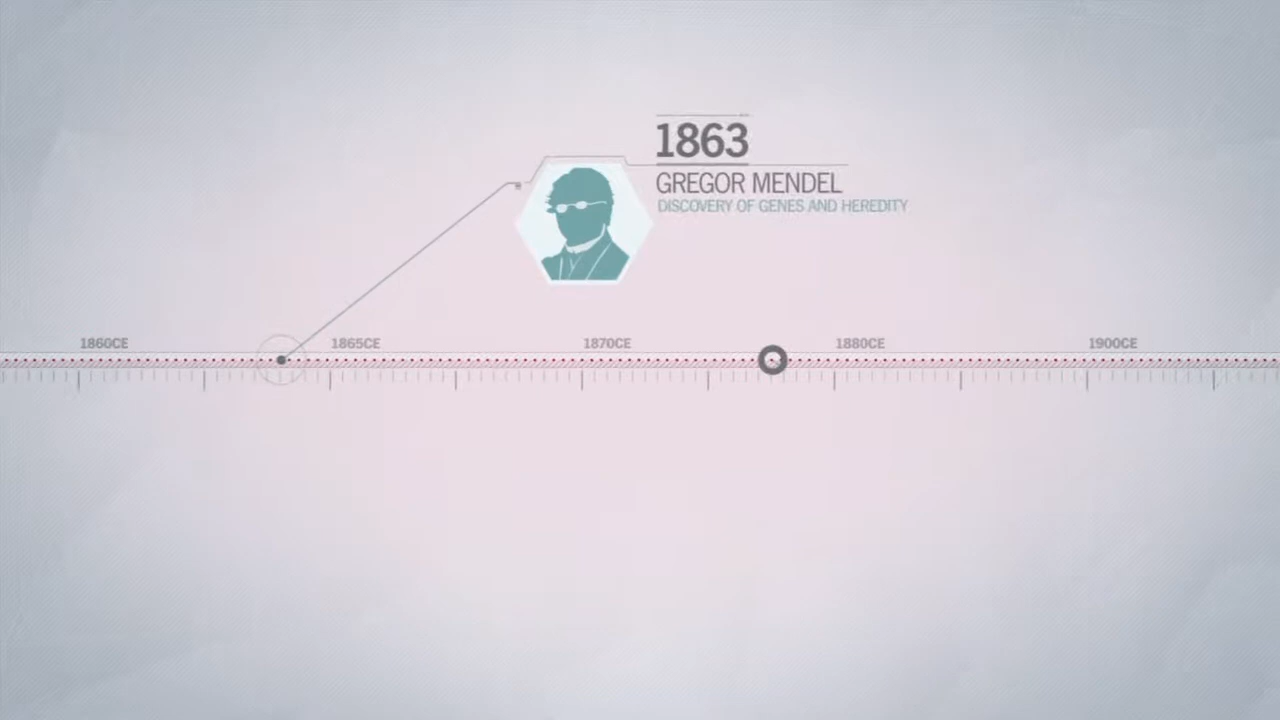 1863
GREGOR MENDEL
DISCOVERY OF GENES AND HEREDITY
1860CE
1865CE
1870CE
1880CE
1900CE